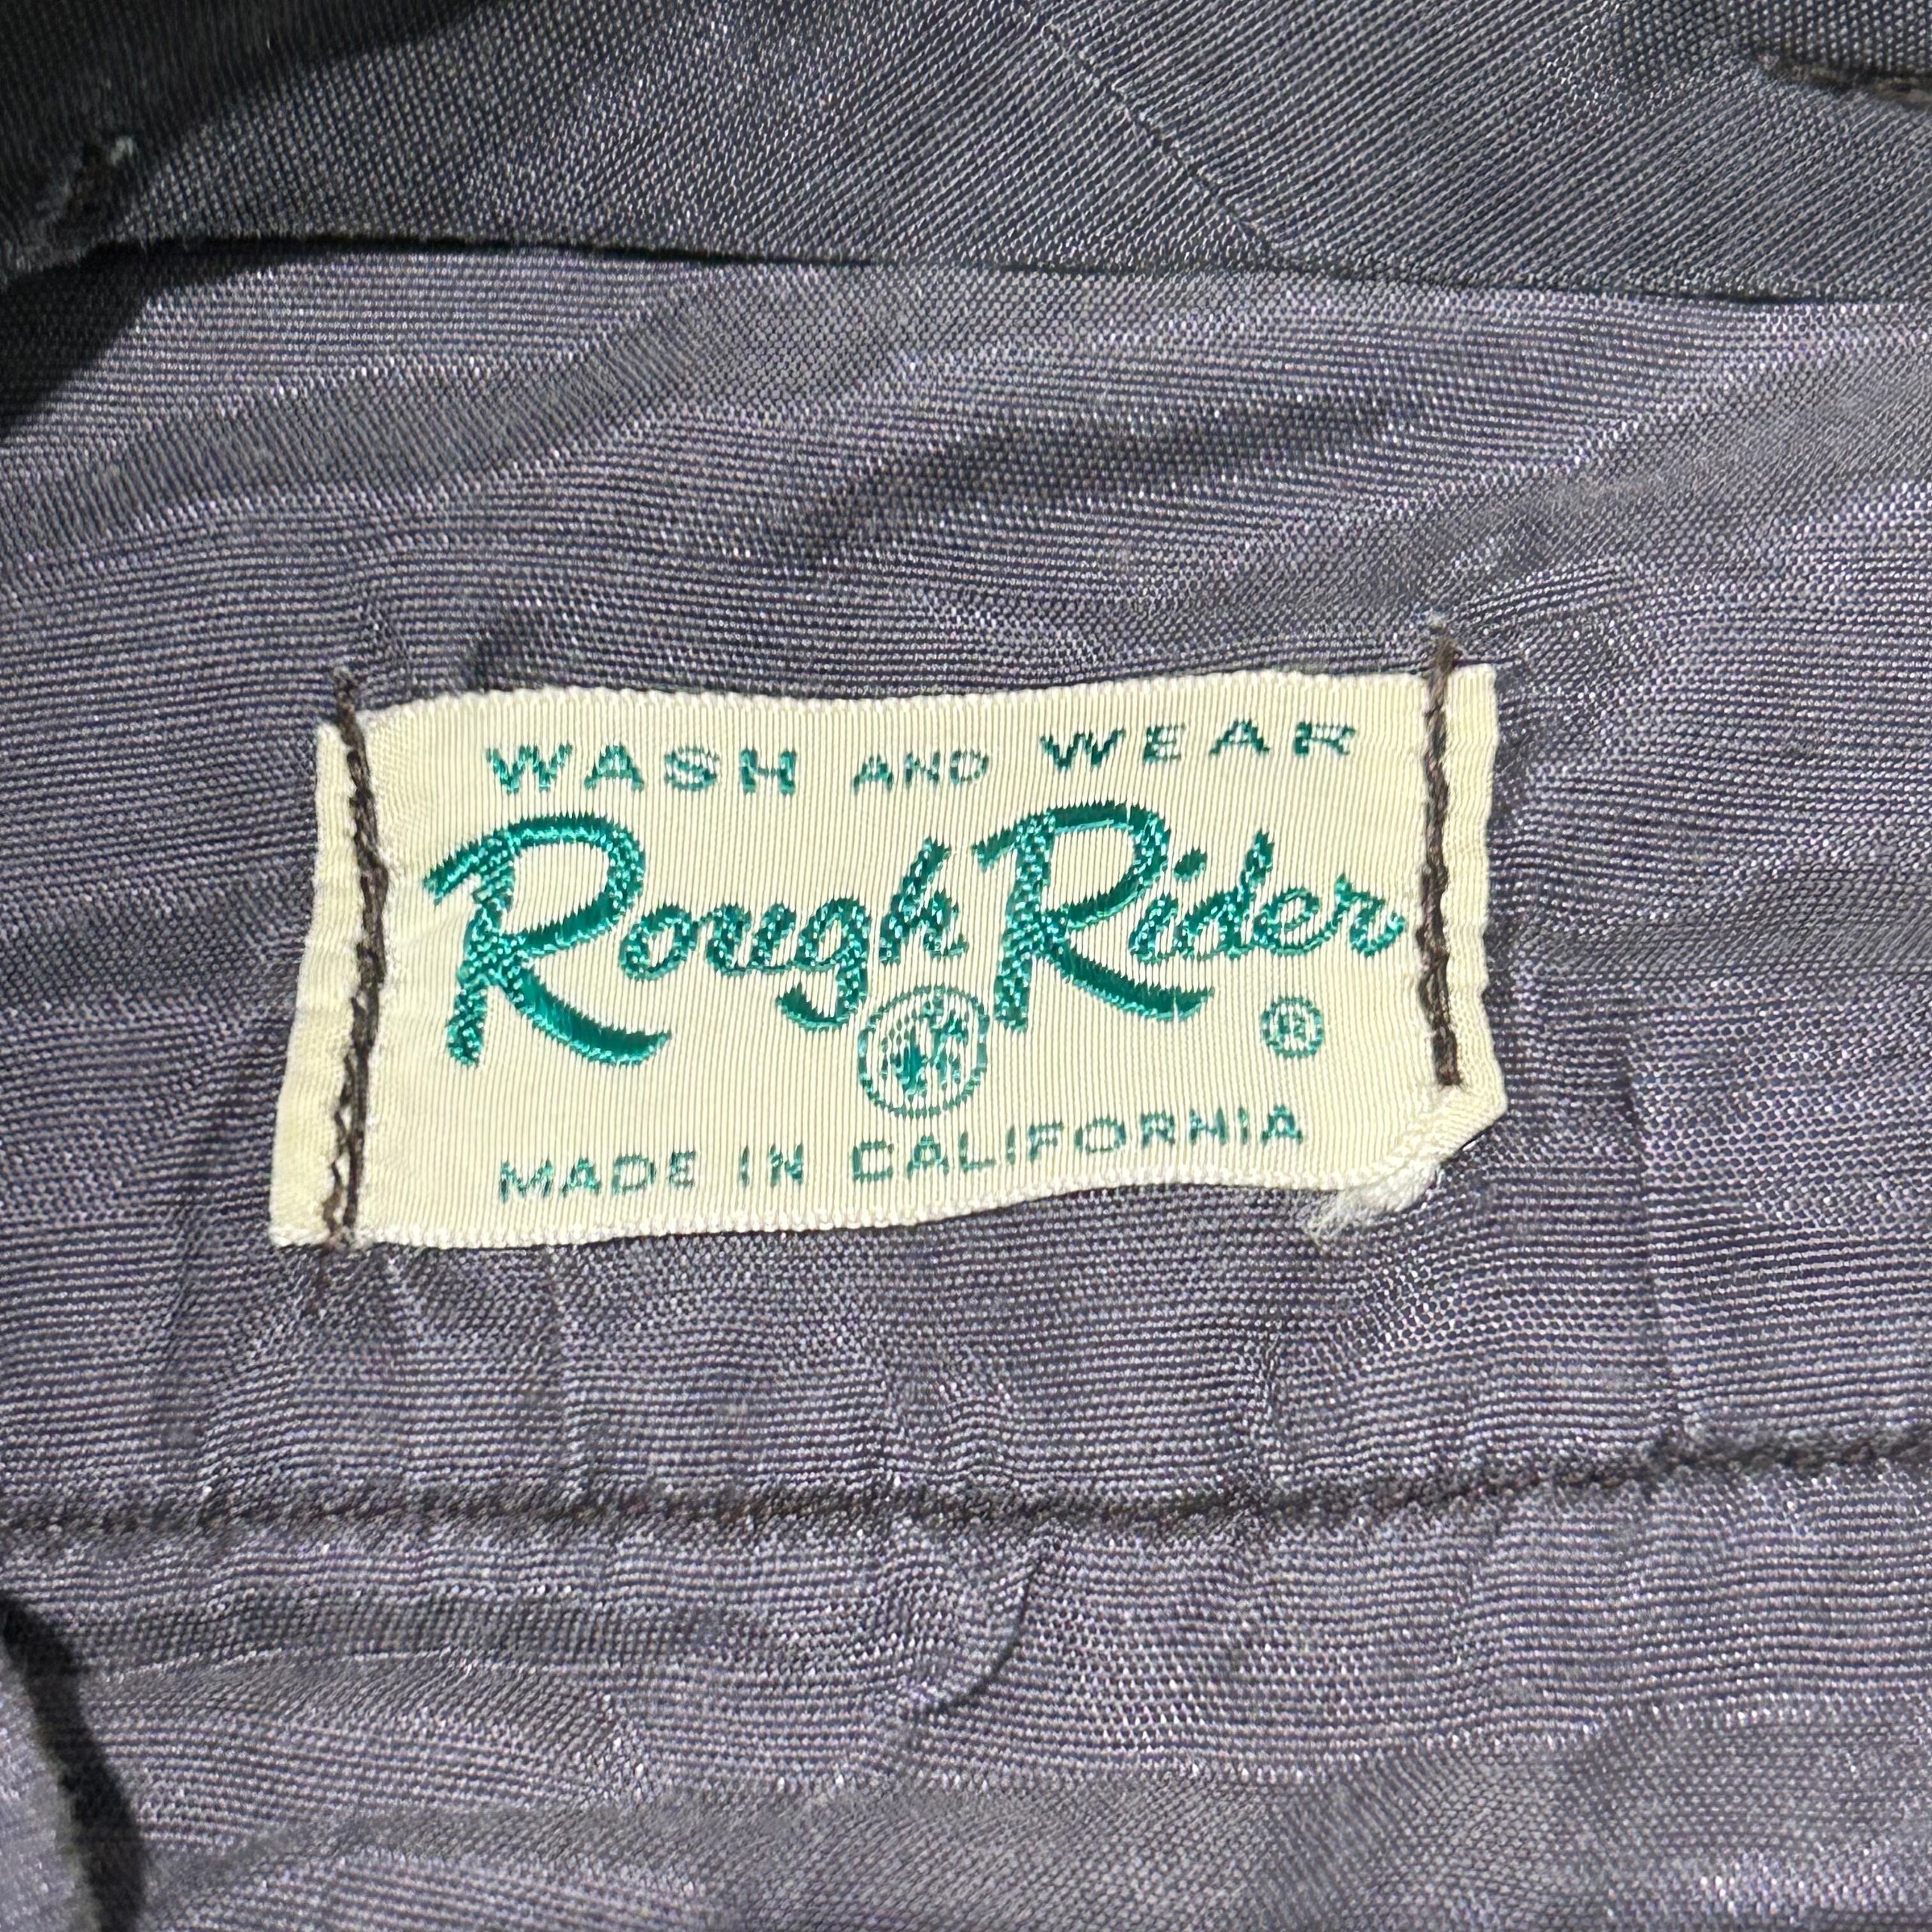 WASH AND WEAR
Rough Rider
®
MADE IN CALIFORNIA